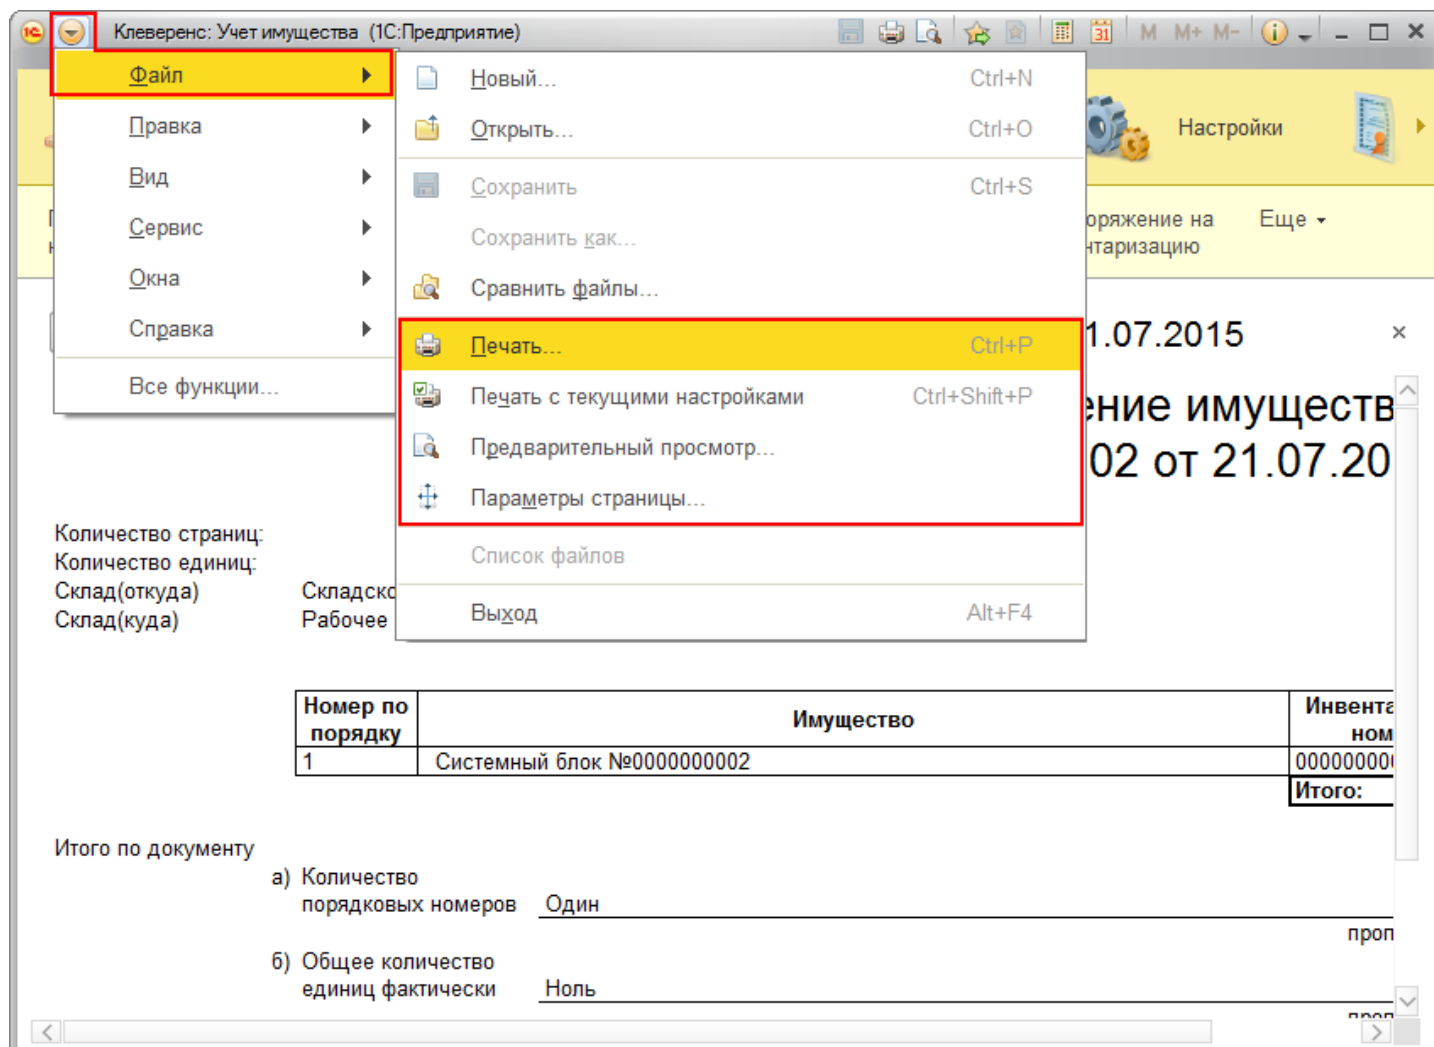 Клеверенс: Учет имущества (1С:Предприятие)
M M+ M-
31
Файл
Правка
Вид
Сервис
Окна
Справка
Все функции...
Новый... Ctrl+N
Открыть... Ctrl+O
Сохранить Ctrl+S
Сохранить как...
Сравнить файлы...
Печать... Ctrl+P
Печать с текущими настройками Ctrl+Shift+P
Предварительный просмотр...
Параметры страницы...
Список файлов
Выход Alt+F4
Настройки
оряжение на
нтаризацию
Еще
1.07.2015
ение имуществ
02 от 21.07.20
Количество страниц:
Количество единиц:
Склад(откуда) Складско
Склад(куда) Рабочее
Номер по
порядку
Имущество
Инвента
ном
1 Системный блок №0000000002 000000000
Итого:
Итого по документу
а) Количество
порядковых номеров Один
проп
б) Общее количество
единиц фактически Ноль
проп